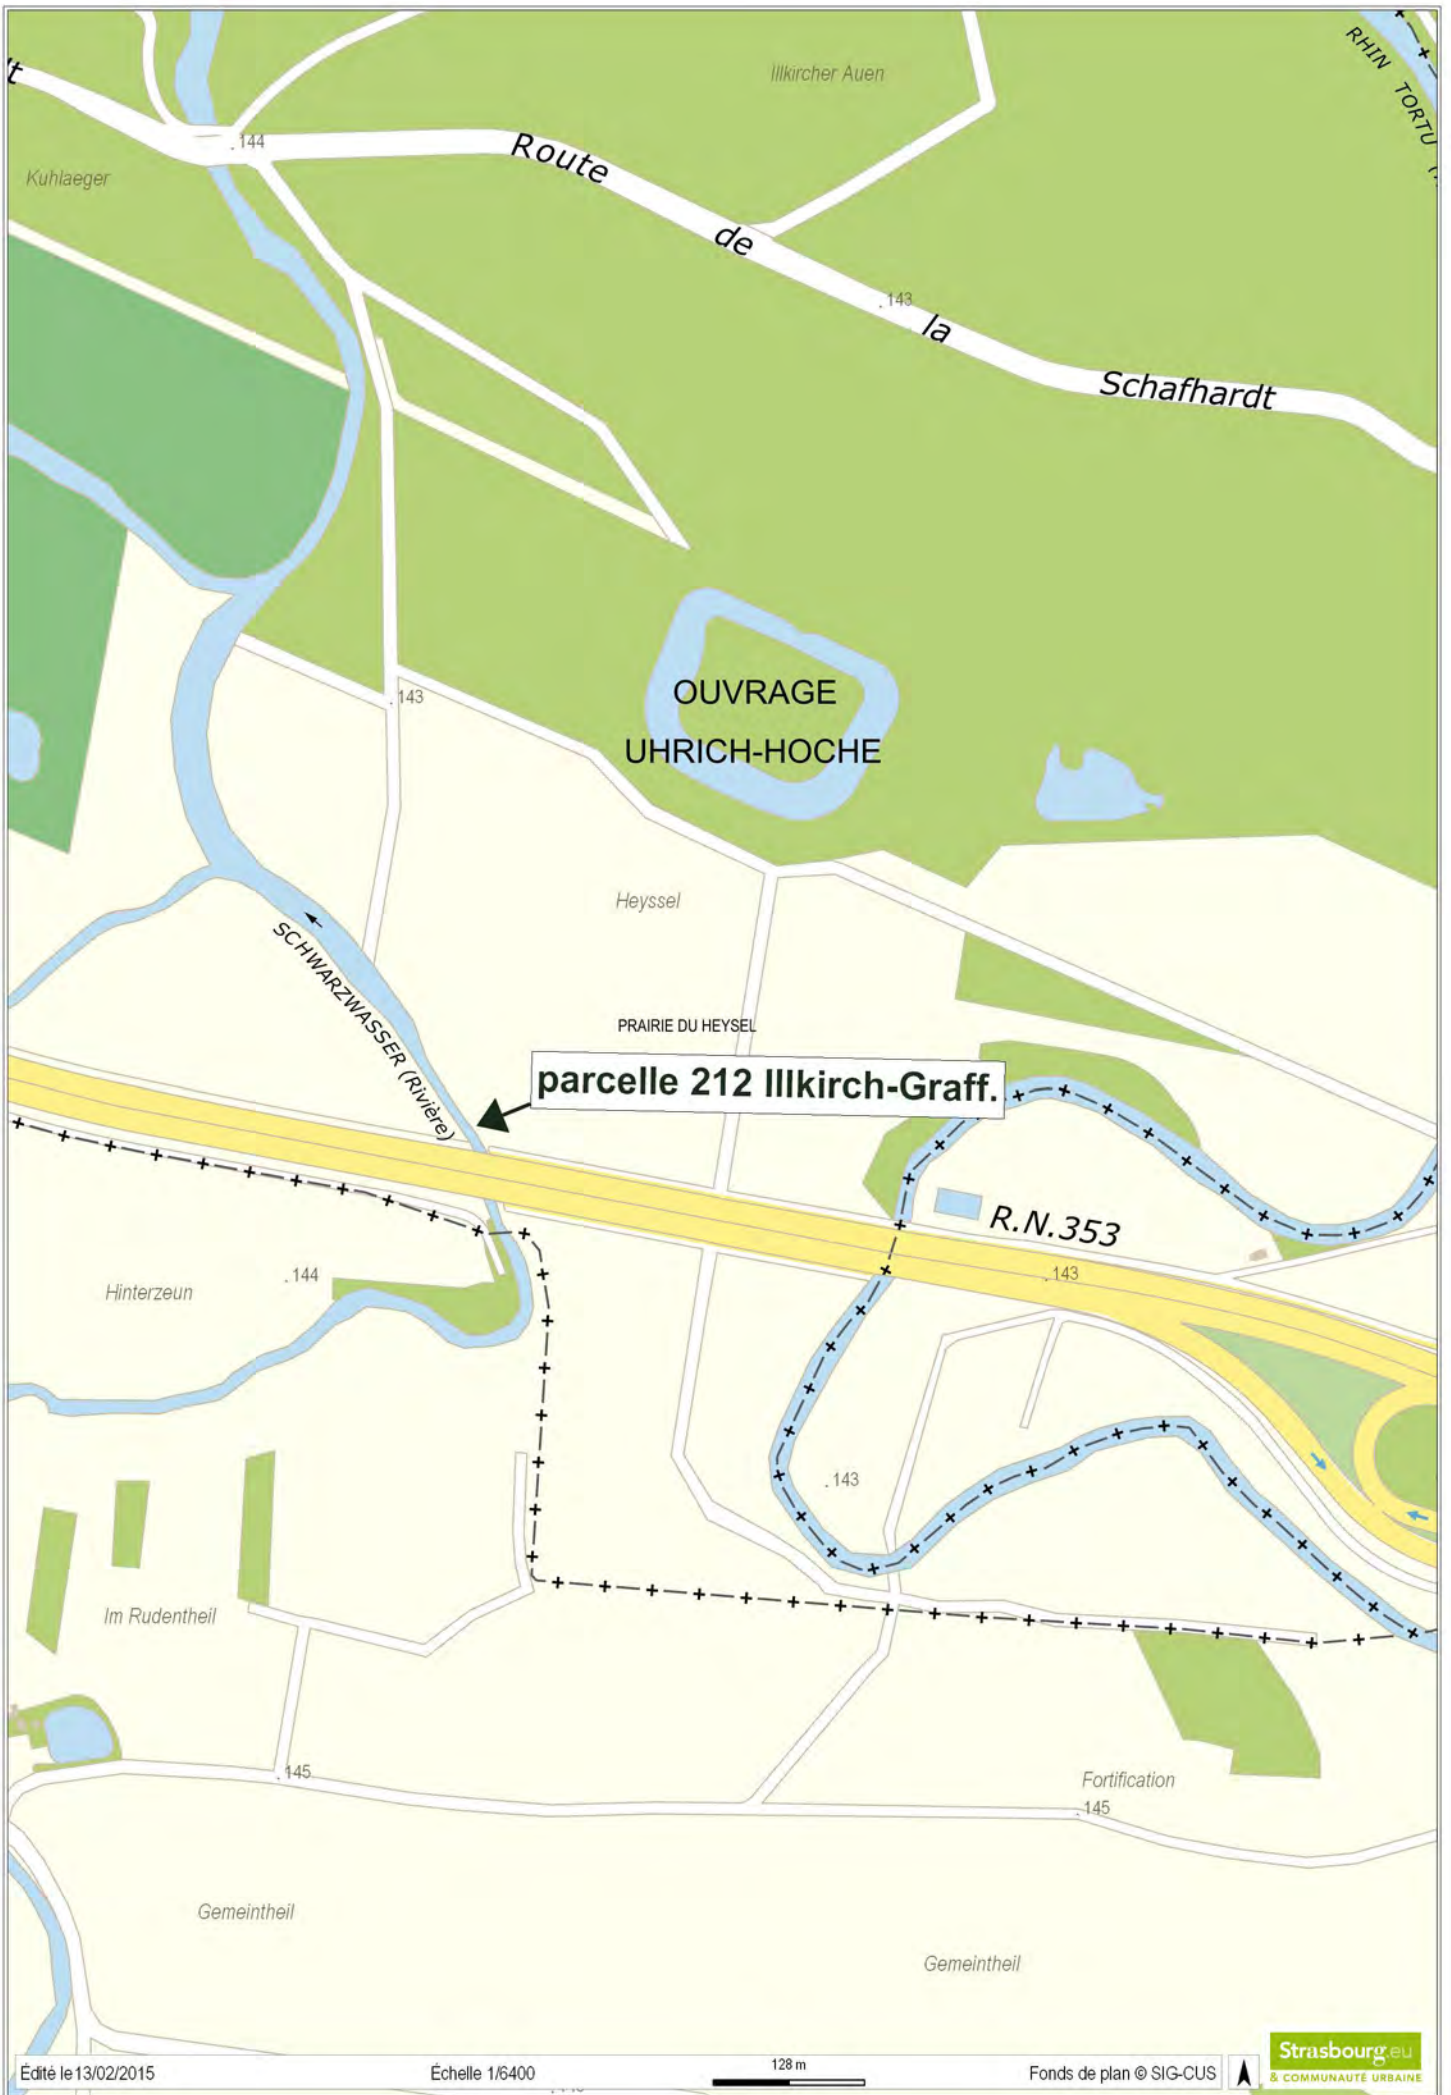 Illkircher Auen
RHIN TORTU
144
Route de la Schafhardt
Kuhlaeger
143
OUVRAGE
UHRICH-HOCHE
143
Heyssel
SCHWARZWASSER (Rivière)
PRAIRIE DU HEYSEL
parcelle 212 Illkirch-Graff.
R.N.353
144
143
Hinterzeun
143
Im Rudentheil
145
Fortification
145
Gemeintheil
Gemeintheil
Édité le 13/02/2015
Échelle 1/6400
128 m
Fonds de plan © SIG-CUS
Strasbourg.eu
& COMMUNAUTÉ URBAINE